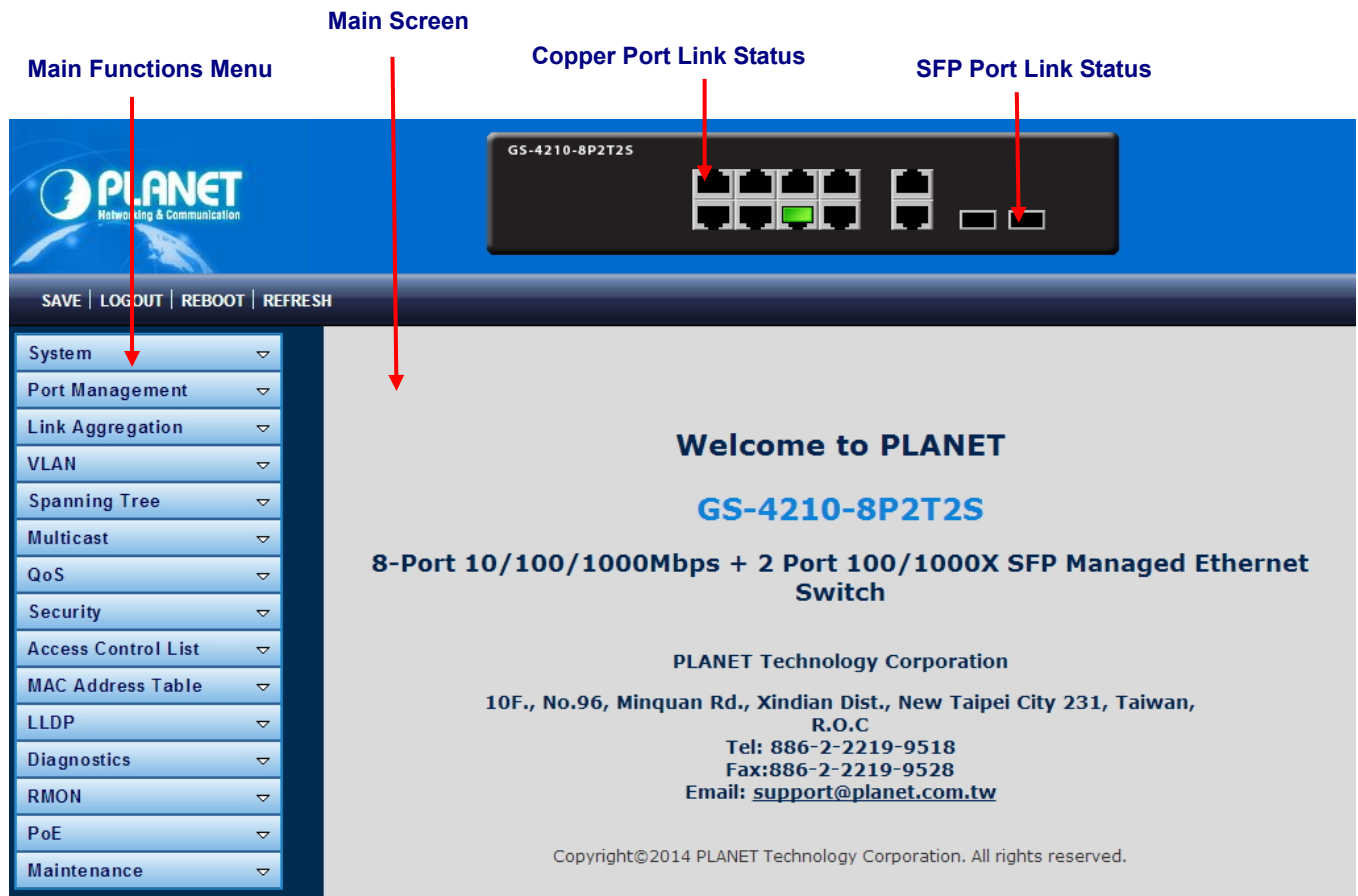 Main Screen
Main Functions Menu
Copper Port Link Status
SFP Port Link Status
GS-4210-8P2T2S
PLANET
Networking & Communication
SAVE | LOGOUT | REBOOT | REFRESH
System
Port Management
Link Aggregation
VLAN
Spanning Tree
Multicast
QoS
Security
Access Control List
MAC Address Table
LLDP
Diagnostics
RMON
PoE
Maintenance
Welcome to PLANET
GS-4210-8P2T2S
8-Port 10/100/1000Mbps + 2 Port 100/1000X SFP Managed Ethernet
Switch
PLANET Technology Corporation
10F., No.96, Minquan Rd., Xindian Dist., New Taipei City 231, Taiwan,
R.O.C
Tel: 886-2-2219-9518
Fax:886-2-2219-9528
Email: support@planet.com.tw
Copyright©2014 PLANET Technology Corporation. All rights reserved.